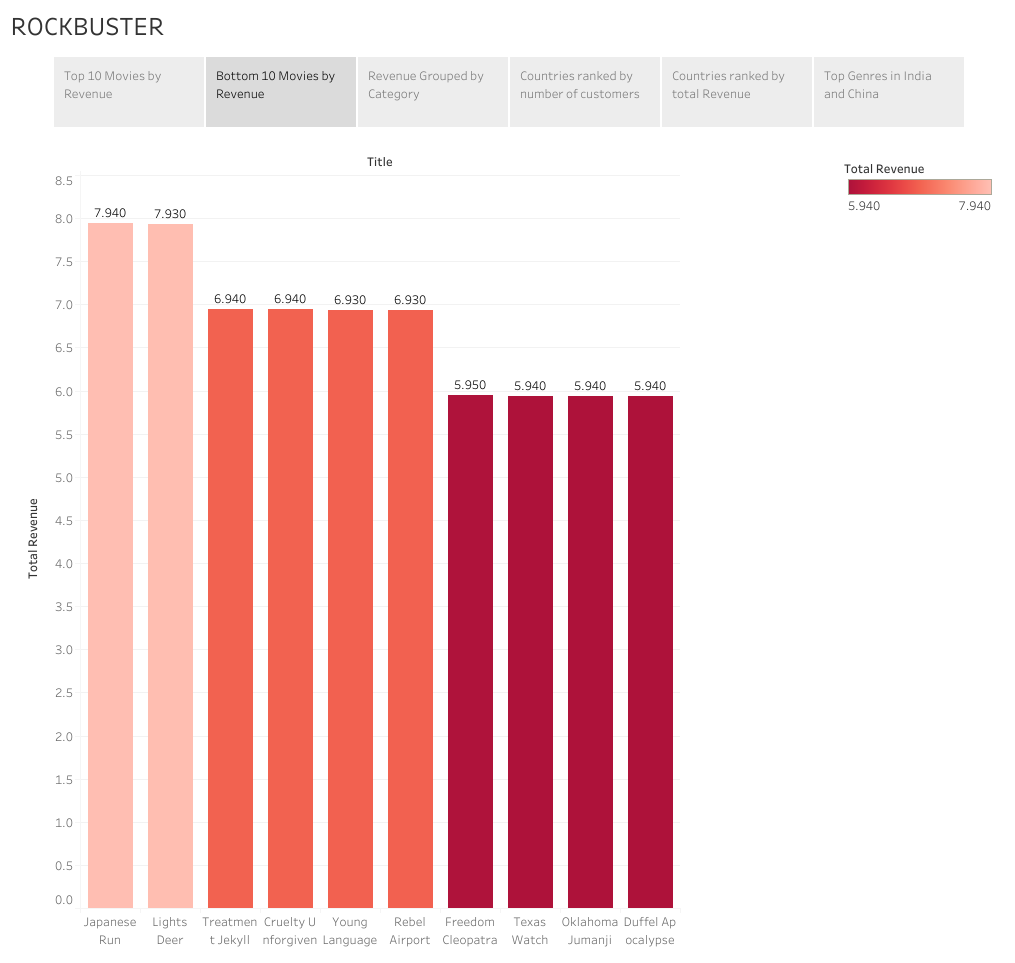 ROCKBUSTER
Top 10 Movies by
Revenue
Bottom 10 Movies by
Revenue
Revenue Grouped by
Category
Countries ranked by
number of customers
Countries ranked by
total Revenue
Top Genres in India
and China
Title
Total Revenue
5.940 7.940
8.5
8.0
7.5
7.0
6.5
6.0
5.5
5.0
4.5
4.0
3.5
3.0
2.5
2.0
1.5
1.0
0.5
0.0
Total Revenue
7.940
7.930
6.940
6.940
6.930
6.930
5.950
5.940
5.940
5.940
Japanese
Run
Lights
Deer
Treatmen
t Jekyll
Cruelty U
nforgiven
Young
Language
Rebel
Airport
Freedom
Cleopatra
Texas
Watch
Oklahoma
Jumanji
Duffel Ap
ocalypse